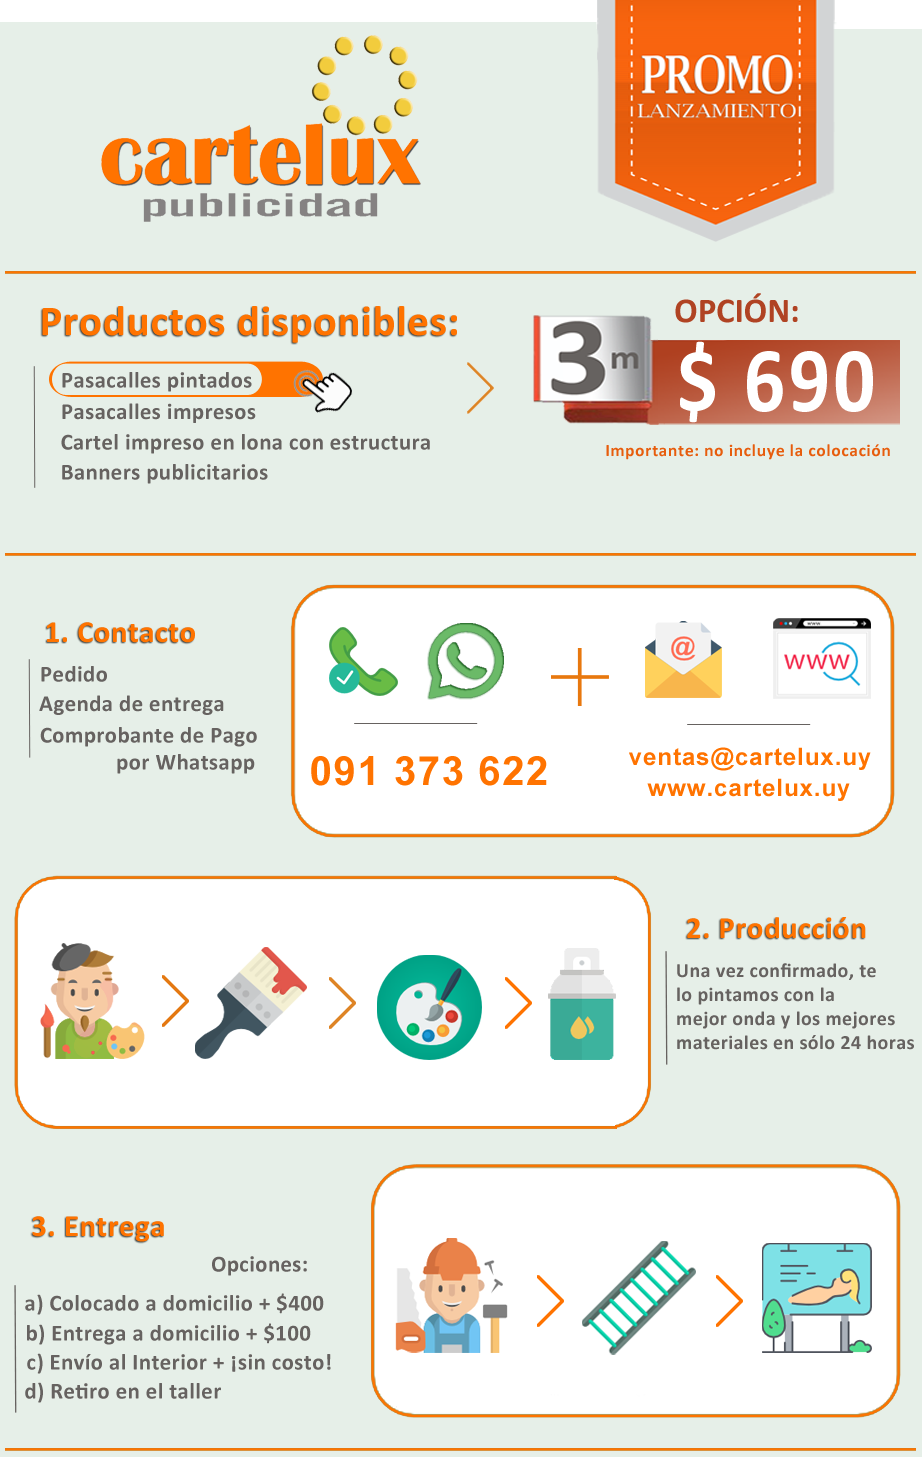 cartelux
publicidad
PROMO
LANZAMIENTO
Productos disponibles:
Pasacalles pintados
Pasacalles impresos
Cartel impreso en lona con estructura
Banners publicitarios
3m
OPCIÓN:
$ 690
Importante: no incluye la colocación
1. Contacto
Pedido
Agenda de entrega
Comprobante de Pago
por Whatsapp
@
www
www
091 373 622
ventas@cartelux.uy
www.cartelux.uy
2. Producción
Una vez confirmado, te
lo pintamos con la
mejor onda y los mejores
materiales en sólo 24 horas
3. Entrega
Opciones:
a) Colocado a domicilio + $400
b) Entrega a domicilio + $100
c) Envío al Interior + ¡sin costo!
d) Retiro en el taller